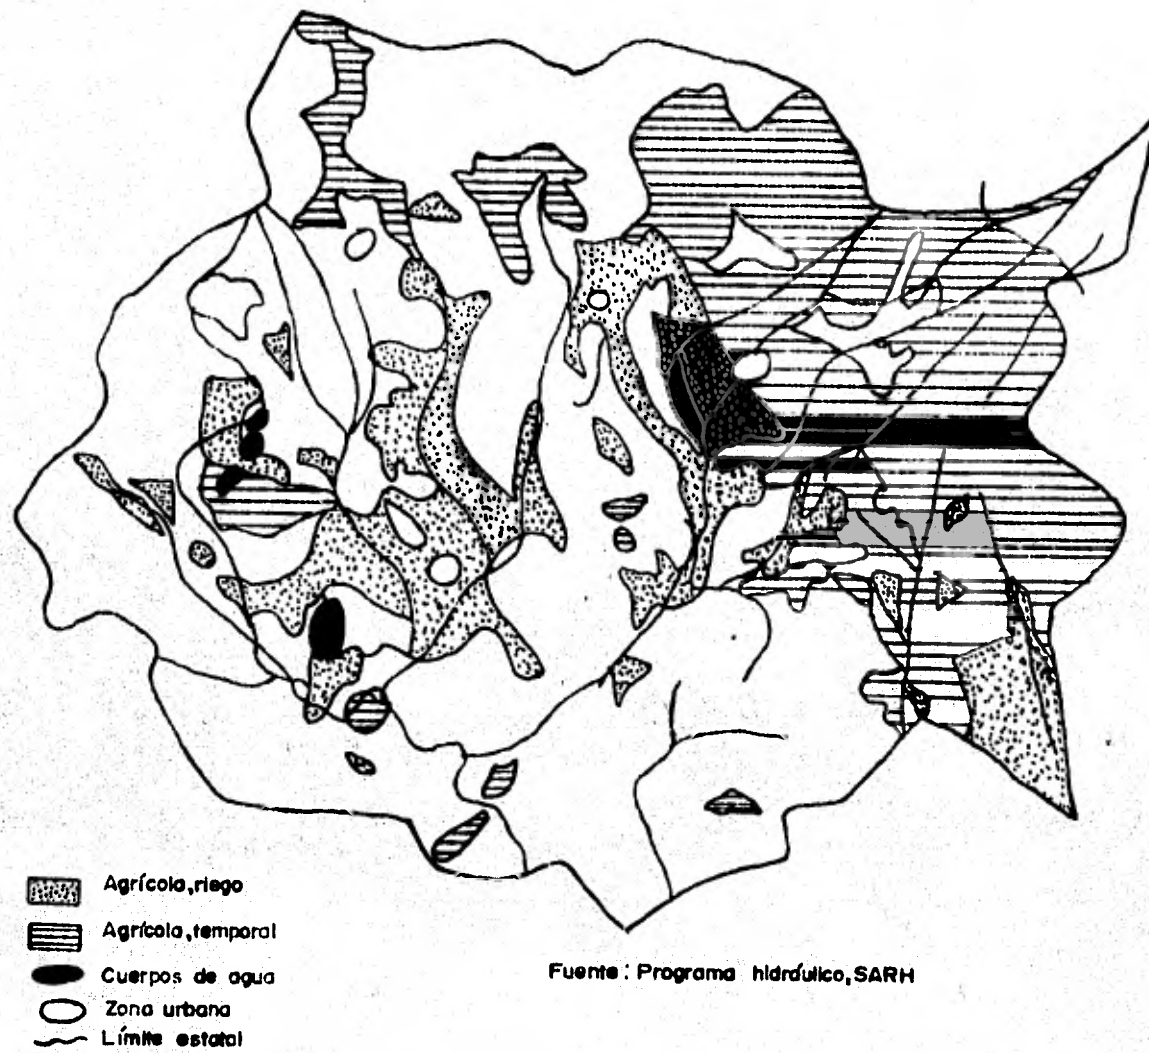 Agrícola, riego
Agrícola, temporal
Cuerpos de agua
Zona urbana
Límite estatal
Fuente: Programa hidráulico, SARH